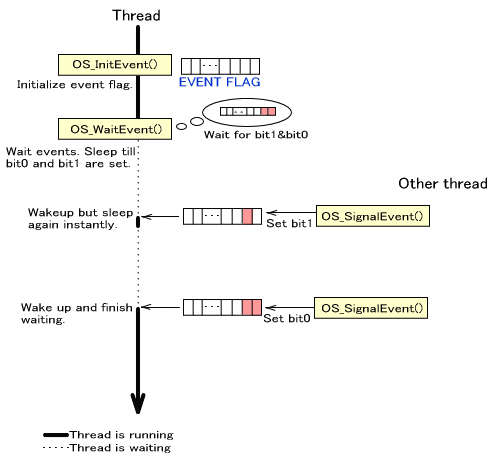 Thread
OS_InitEvent()
EVENT FLAG
Initialize event flag.
OS_WaitEvent()
Wait for bit1&bit0
Wait events. Sleep till
bit0 and bit1 are set.
Other thread
Wakeup but sleep
again instantly.
Set bit1
OS_SignalEvent()
Wake up and finish
waiting.
Set bit0
OS_SignalEvent()
Thread is running
Thread is waiting